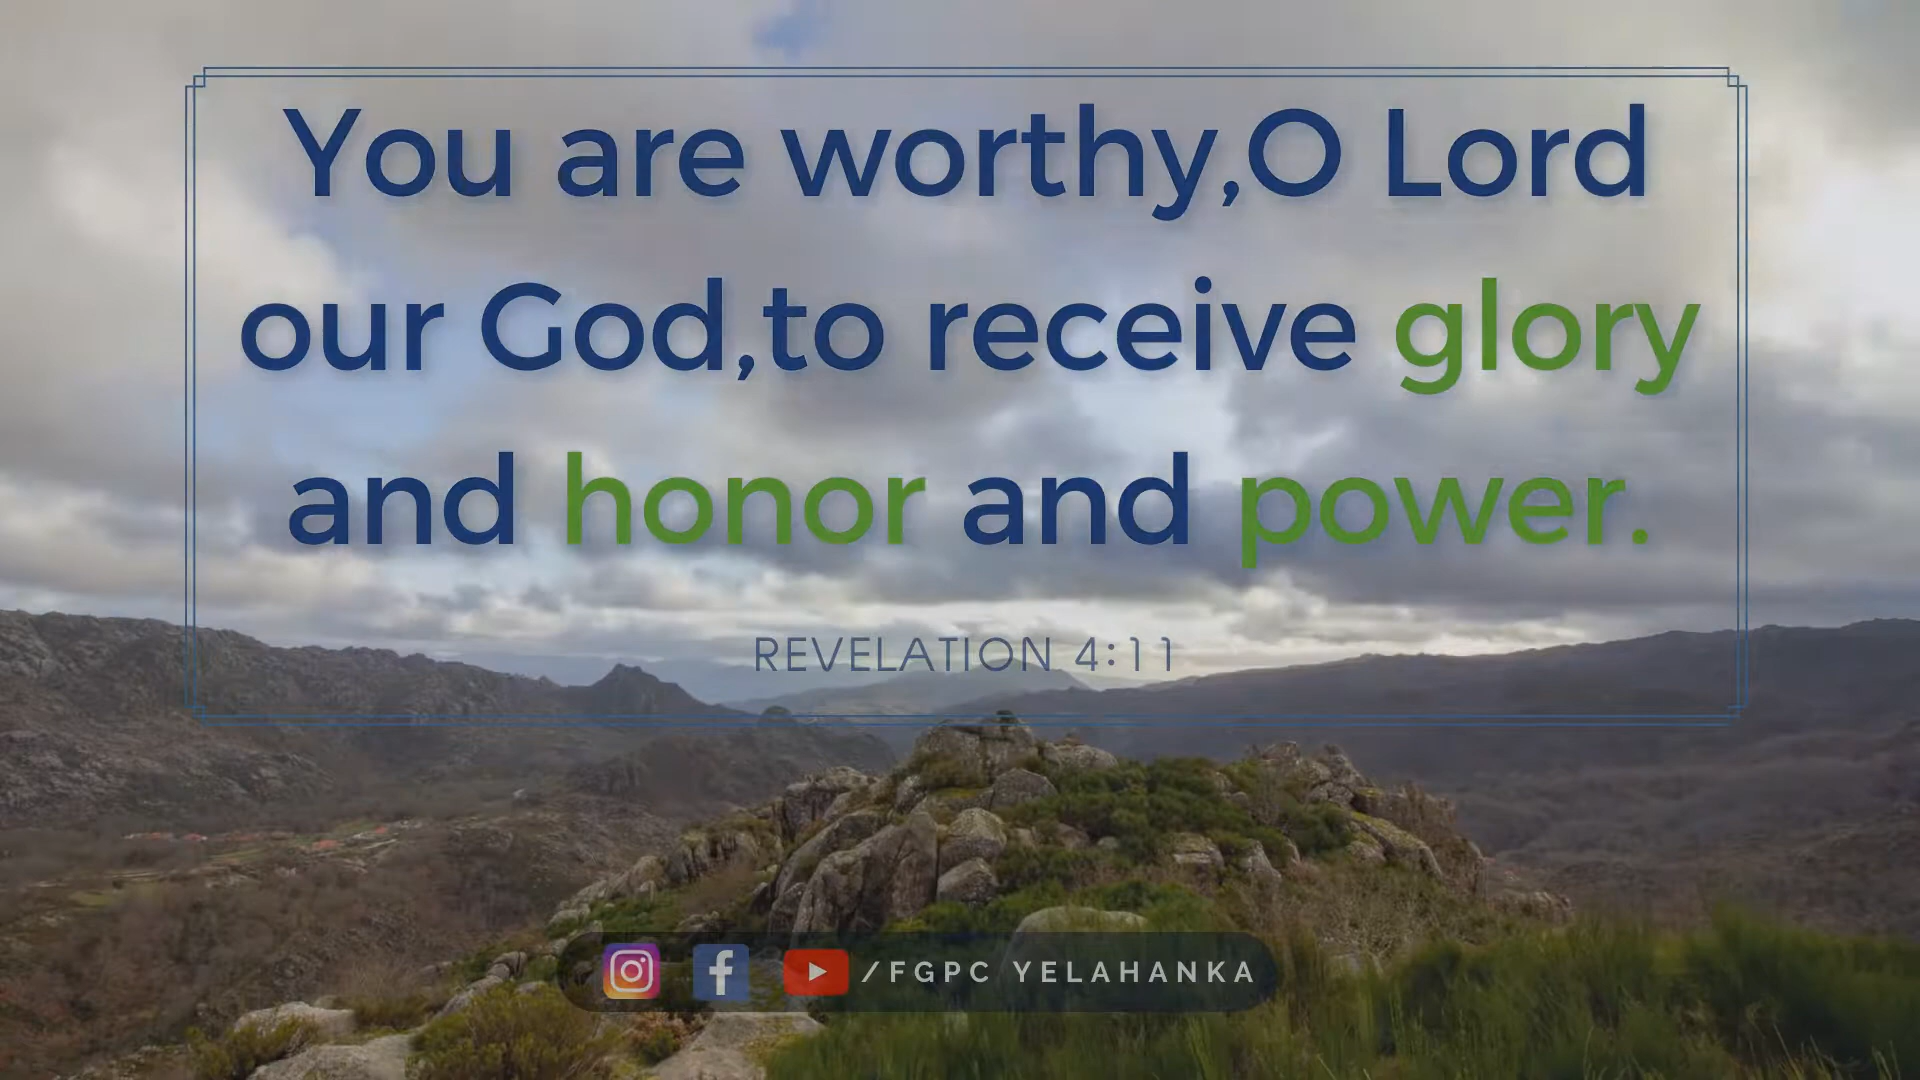 You are worthy,O Lord
our God,to receive glory
and honor and power.
REVELATION 4:11
/FGPC YELAHANKA